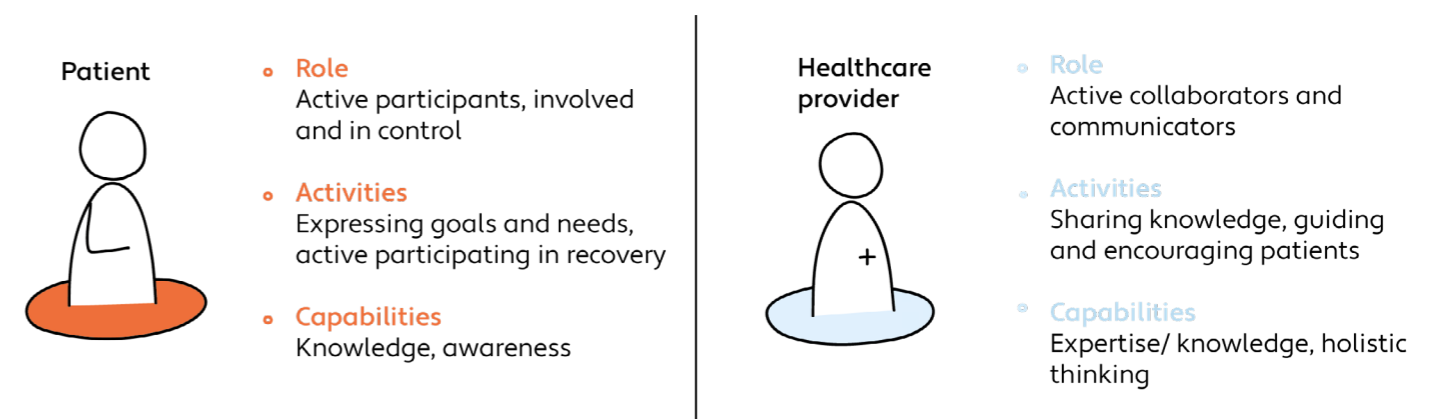 Patient
Role
Active participants, involved
and in control
Activities
Expressing goals and needs,
active participating in recovery
Capabilities
Knowledge, awareness
Healthcare
provider
Role
Active collaborators and
communicators
Activities
Sharing knowledge, guiding
and encouraging patients
Capabilities
Expertise/ knowledge, holistic
thinking